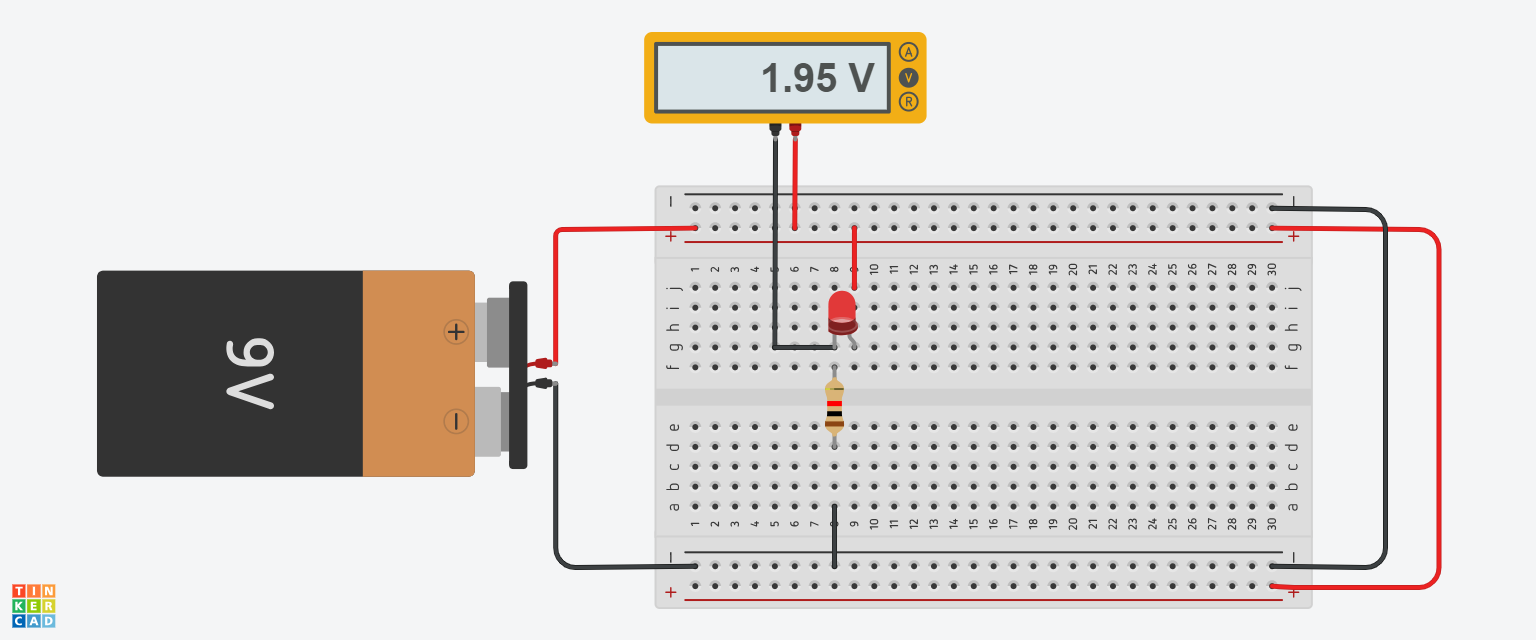 1.95 V
A
V
R
9V
+
−
− −
+ +
1 2 3 4 5 6 7 8 9 10 11 12 13 14 15 16 17 18 19 20 21 22 23 24 25 26 27 28 29 30
j j
i i
h h
g g
f f
e e
d d
c c
b b
a a
1 2 3 4 5 6 7 8 9 10 11 12 13 14 15 16 17 18 19 20 21 22 23 24 25 26 27 28 29 30
− −
+ +
TIN
KER
CAD